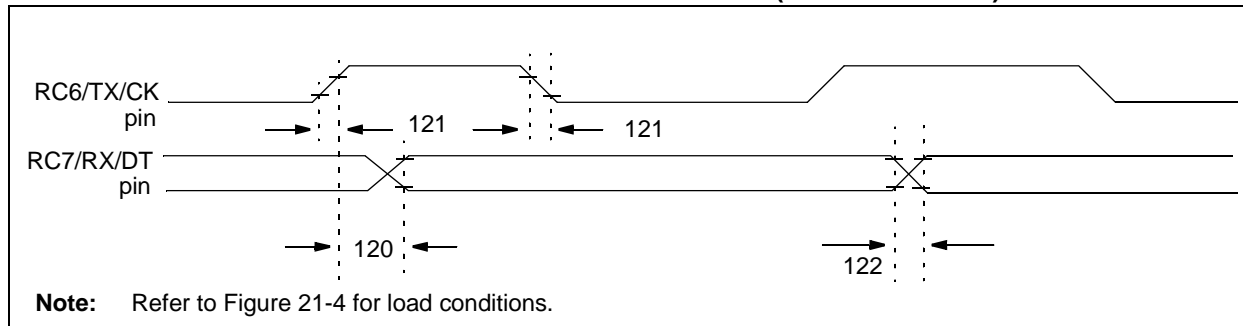 RC6/TX/CK
pin
121
121
RC7/RX/DT
pin
120
122
Note: Refer to Figure 21-4 for load conditions.